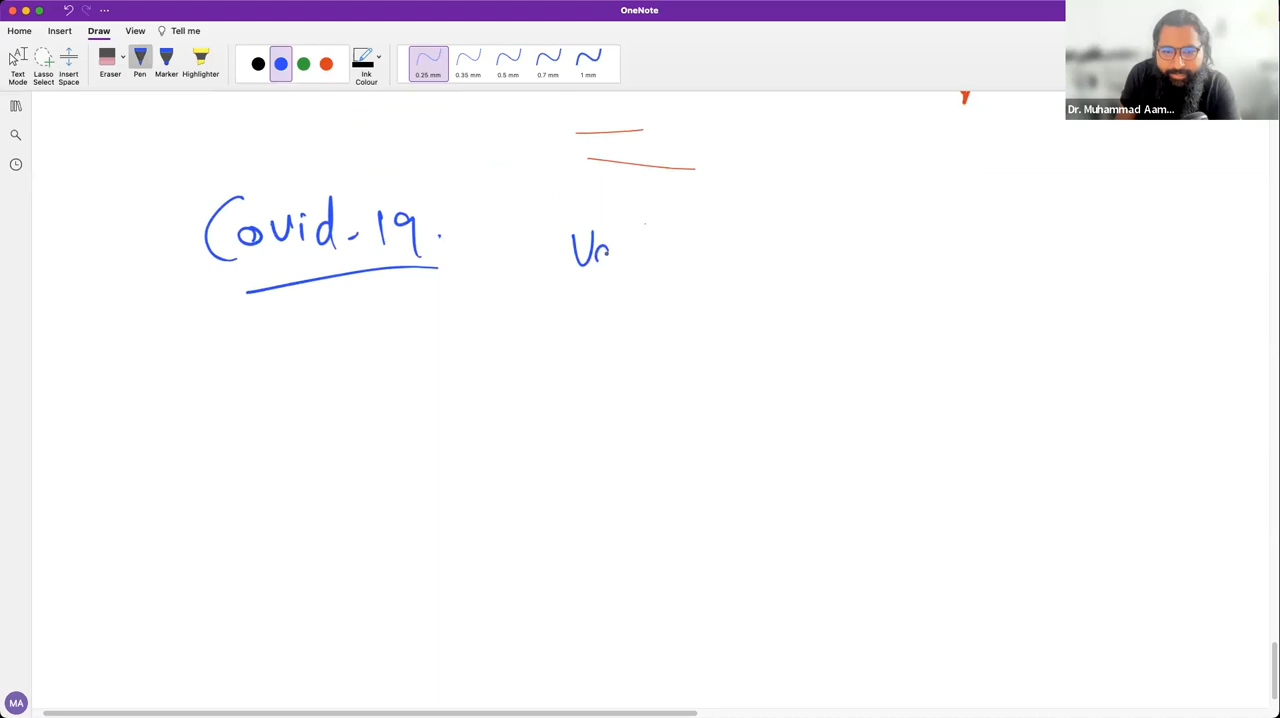 OneNote
Home Insert Draw View Tell me
Text Mode Lasso Select Insert Space Eraser Pen Marker Highlighter 0.25 mm 0.35 mm 0.5 mm 0.7 mm 1 mm Ink Colour
Dr. Muhammad Aam...
Covid-19.
Va
MA